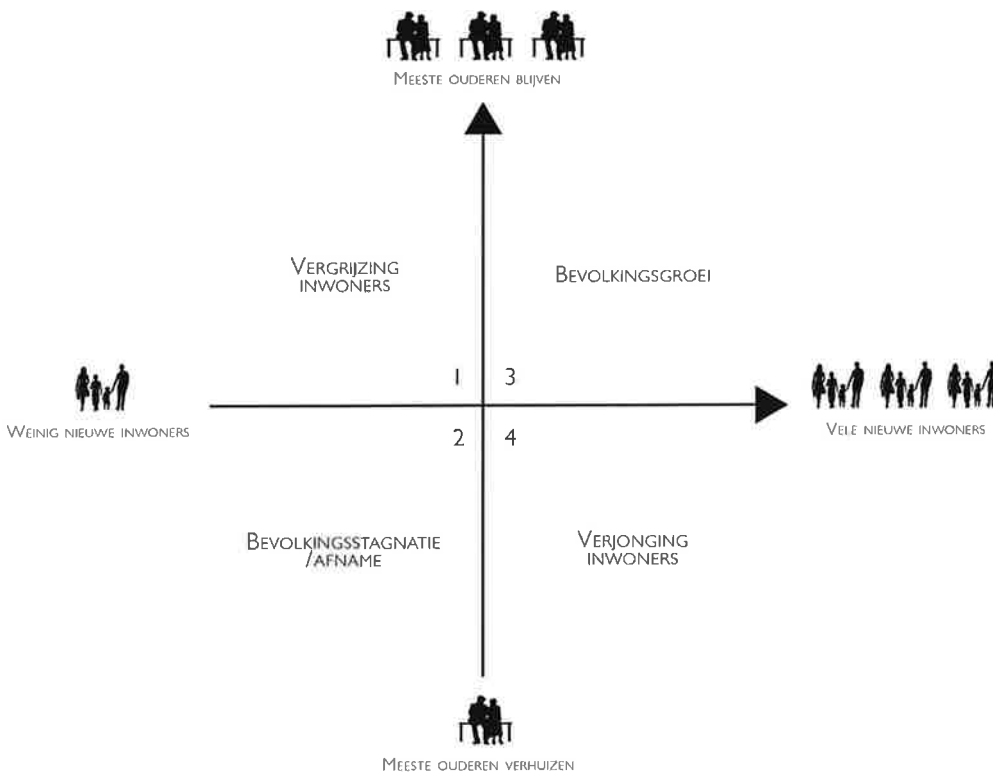 MEESTE OUDEREN BLIJVEN
VERGRIJZING
INWONERS
BEVOLKINGSGROEI
1 3
WEINIG NIEUWE INWONERS
VELE NIEUWE INWONERS
2 4
BEVOLKINGSSTAGNATIE
/AFNAME
VERJONGING
INWONERS
MEESTE OUDEREN VERHUIZEN